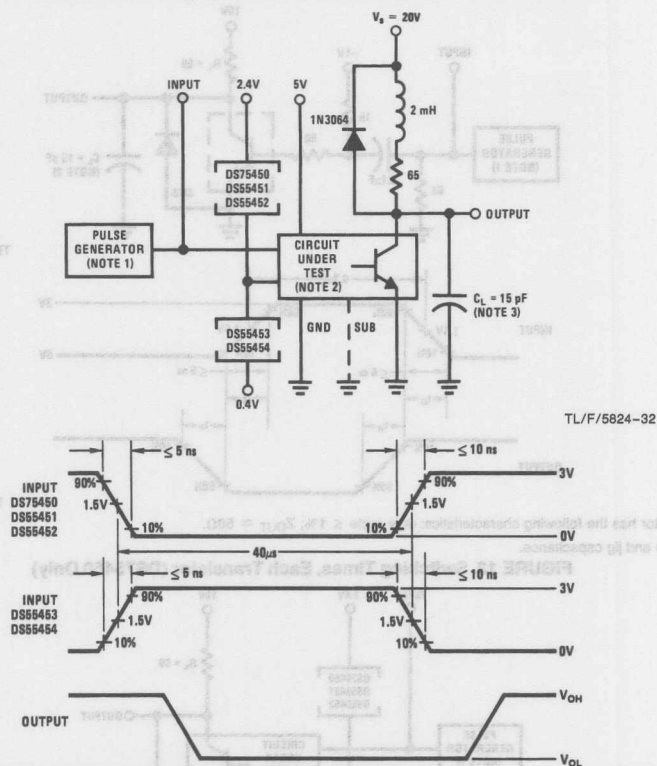 Vs = 20V
INPUT
2.4V
5V
1N3064
2 mH
65
DS75450
DS55451
DS55452
OUTPUT
PULSE
GENERATOR
(NOTE 1)
CIRCUIT
UNDER
TEST
(NOTE 2)
CL = 15 pF
(NOTE 3)
GND
SUB
DS55453
DS55454
0.4V
TL/F/5824-32
≤ 5 ns
≤ 10 ns
INPUT
DS75450
DS55451
DS55452
90%
1.5V
10%
90%
1.5V
10%
3V
0V
40µs
≤ 5 ns
≤ 10 ns
INPUT
DS55453
DS55454
90%
1.5V
10%
90%
1.5V
10%
3V
0V
OUTPUT
VOH
VOL